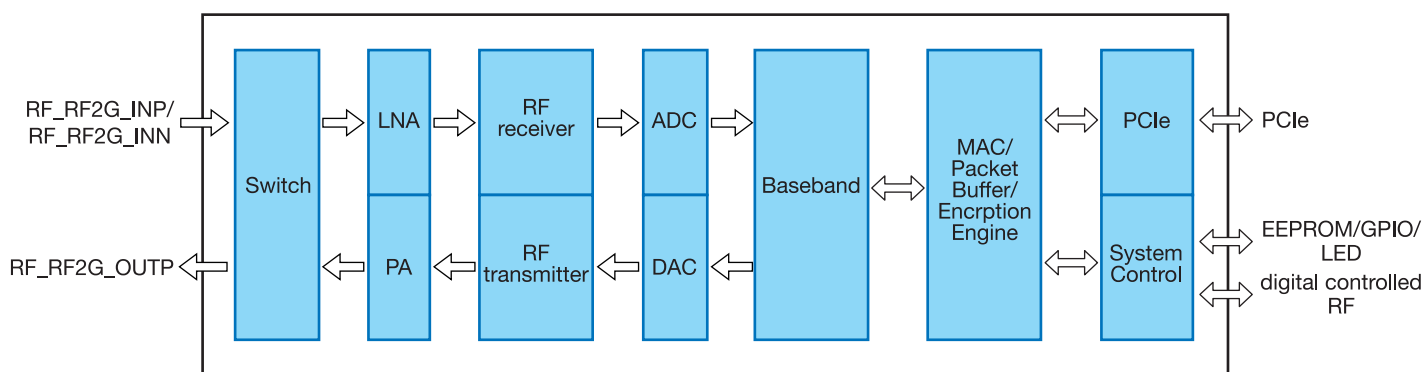 RF_RF2G_INP/
RF_RF2G_INN
RF_RF2G_OUTP
Switch
LNA
PA
RF
receiver
RF
transmitter
ADC
DAC
Baseband
MAC/
Packet
Buffer/
Encrption
Engine
PCIe
System
Control
PCIe
EEPROM/GPIO/
LED
digital controlled
RF